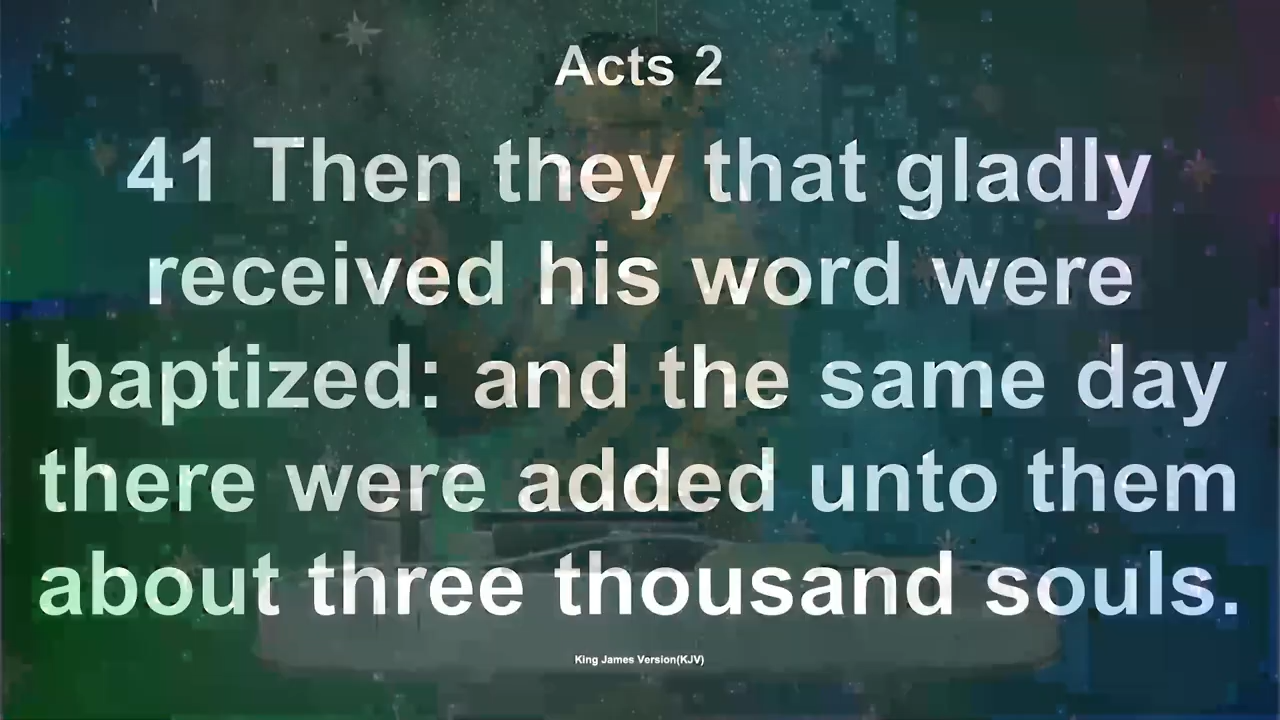 Acts 2
41 Then they that gladly
received his word were
baptized: and the same day
there were added unto them
about three thousand souls.
King James Version(KJV)